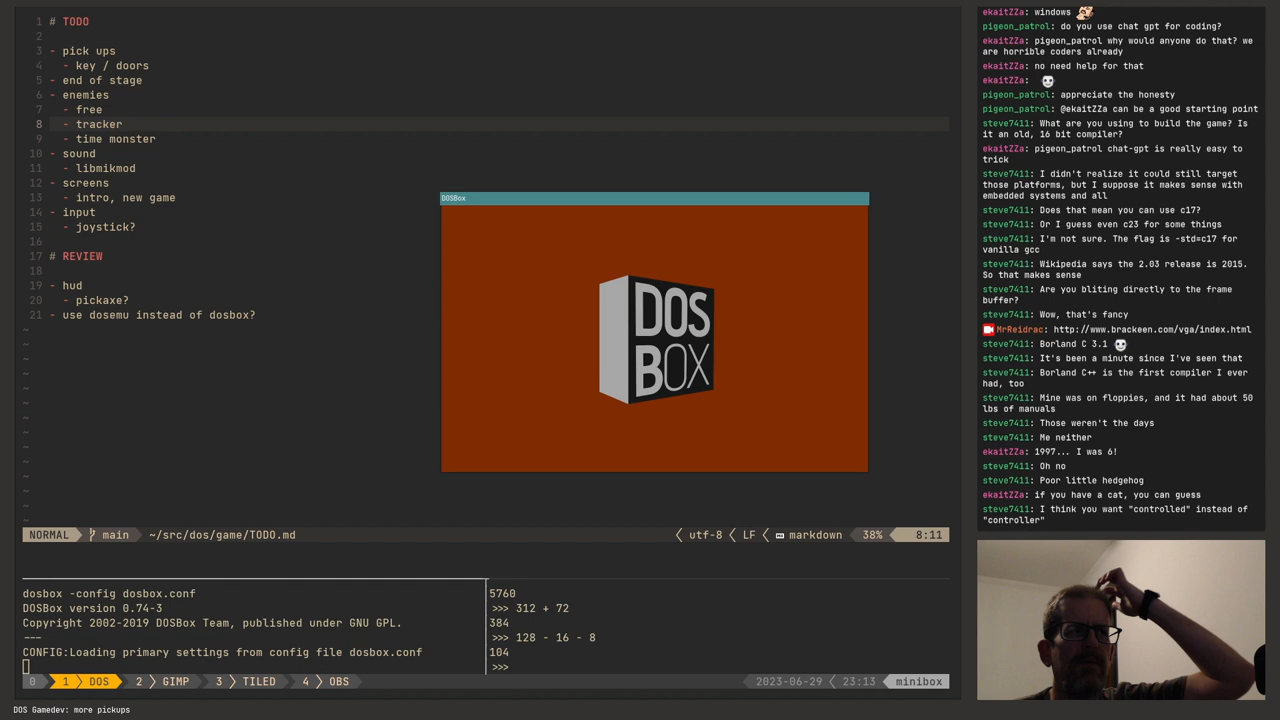 1 # TODO
2
3 - pick ups
4 - key / doors
5 - end of stage
6 - enemies
7 - free
8 - tracker
9 - time monster
10 - sound
11 - libmikmod
12 - screens
13 - intro, new game
14 - input
15 - joystick?
16
17 # REVIEW
18
19 - hud
20 - pickaxe?
21 - use dosemu instead of dosbox?
~
~
~
~
~
~
~
~
~
~
~
~
~
~
DOSBox
DOS
BOX
NORMAL main ~/src/dos/game/TODO.md utf-8 LF markdown 38% 8:11
dosbox -config dosbox.conf
DOSBox version 0.74-3
Copyright 2002-2019 DOSBox Team, published under GNU GPL.
---
CONFIG:Loading primary settings from config file dosbox.conf
5760
>>> 312 + 72
384
>>> 128 - 16 - 8
104
>>>
0 1 DOS 2 GIMP 3 TILED 4 OBS 2023-06-29 23:13 minibox
DOS Gamedev: more pickups
ekaitZZa: windows
pigeon_patrol: do you use chat gpt for coding?
ekaitZZa: pigeon_patrol why would anyone do that? we
are horrible coders already
ekaitZZa: no need help for that
ekaitZZa:
pigeon_patrol: appreciate the honesty
pigeon_patrol: @ekaitZZa can be a good starting point
steve7411: What are you using to build the game? Is
it an old, 16 bit compiler?
ekaitZZa: pigeon_patrol chat-gpt is really easy to
trick
steve7411: I didn't realize it could still target
those platforms, but I suppose it makes sense with
embedded systems and all
steve7411: Does that mean you can use c17?
steve7411: Or I guess even c23 for some things
steve7411: I'm not sure. The flag is -std=c17 for
vanilla gcc
steve7411: Wikipedia says the 2.03 release is 2015.
So that makes sense
steve7411: Are you bliting directly to the frame
buffer?
steve7411: Wow, that's fancy
MrReidrac: http://www.brackeen.com/vga/index.html
steve7411: Borland C 3.1
steve7411: It's been a minute since I've seen that
steve7411: Borland C++ is the first compiler I ever
had, too
steve7411: Mine was on floppies, and it had about 50
lbs of manuals
steve7411: Those weren't the days
steve7411: Me neither
ekaitZZa: 1997... I was 6!
steve7411: Oh no
steve7411: Poor little hedgehog
ekaitZZa: if you have a cat, you can guess
steve7411: I think you want "controlled" instead of
"controller"